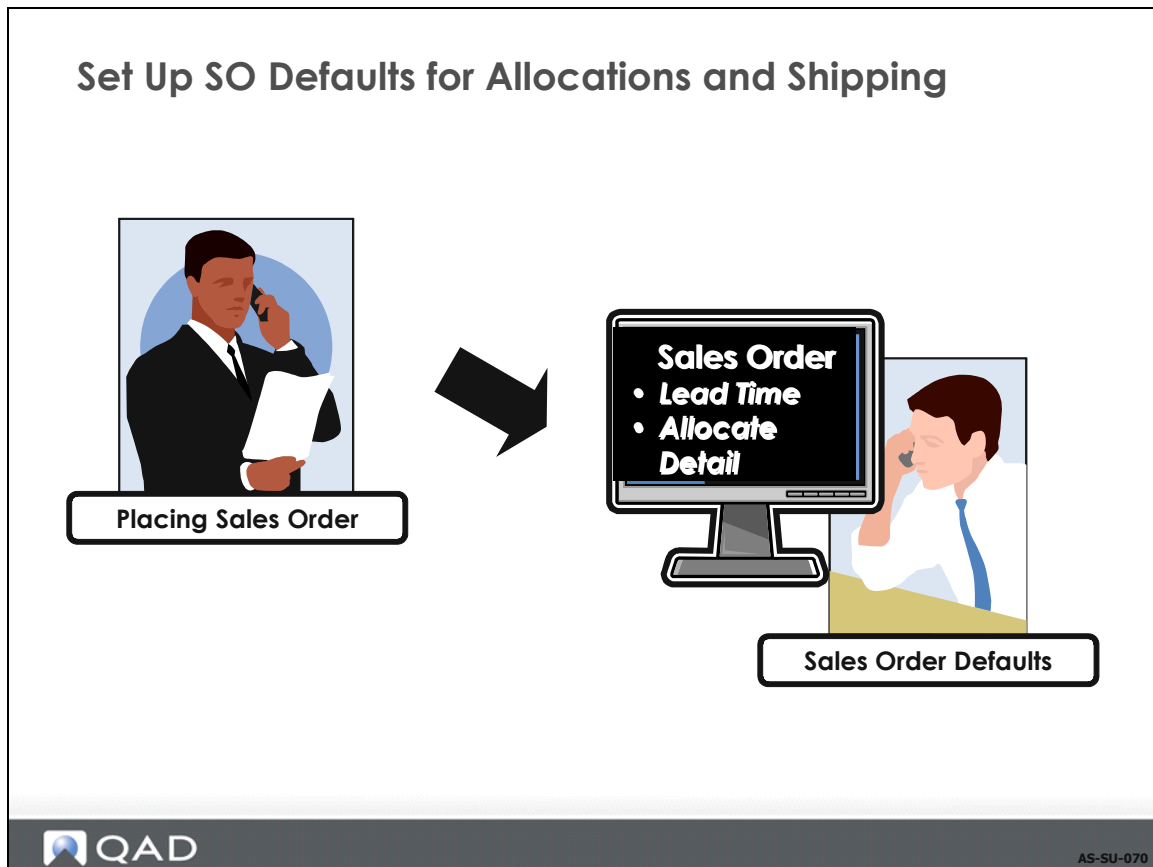 Set Up SO Defaults for Allocations and Shipping
Sales Order
• Lead Time
• Allocate
Detail
Placing Sales Order
Sales Order Defaults
QAD
AS-SU-070